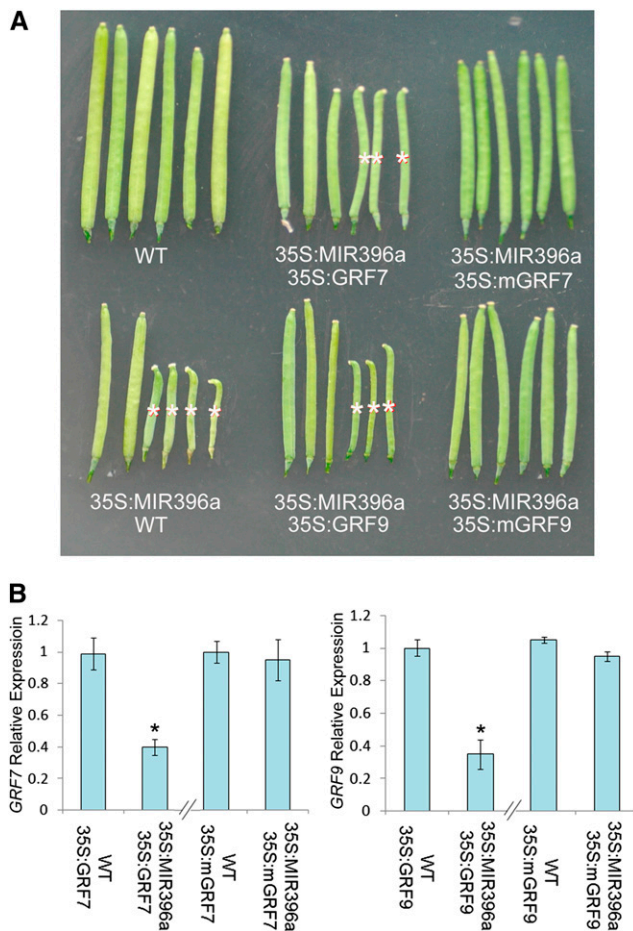 A
WT
35S:MIR396a
35S:GRF7
35S:MIR396a
35S:mGRF7
35S:MIR396a
WT
35S:MIR396a
35S:GRF9
35S:MIR396a
35S:mGRF9
B
GRF7 Relative Expressioin
1.2
1
0.8
0.6
0.4
0.2
0
*
WT
35S:GRF7
35S:MIR396a
35S:GRF7
WT
35S:mGRF7
35S:MIR396a
35S:mGRF7
GRF9 Relative Expressioin
1.2
1
0.8
0.6
0.4
0.2
0
*
WT
35S:GRF9
35S:MIR396a
35S:GRF9
WT
35S:mGRF9
35S:MIR396a
35S:mGRF9